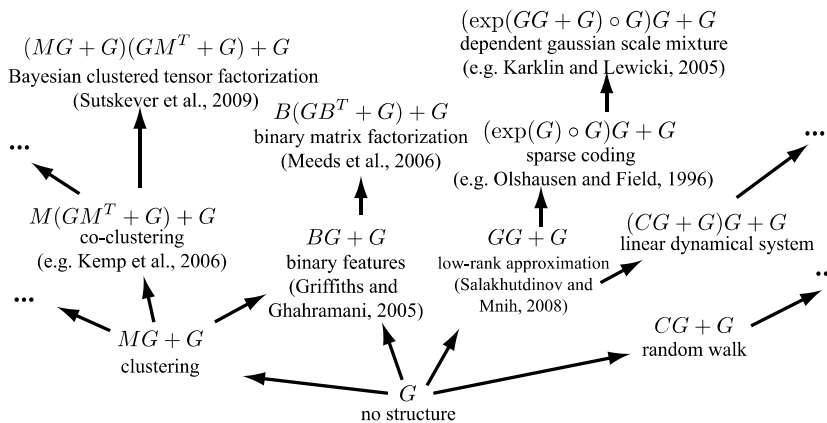 (exp(GG + G) ∘ G)G + G
dependent gaussian scale mixture
(e.g. Karklin and Lewicki, 2005)
(MG + G)(GM^T + G) + G
Bayesian clustered tensor factorization
(Sutskever et al., 2009)
B(GB^T + G) + G
binary matrix factorization
(Meeds et al., 2006)
(exp(G) ∘ G)G + G
sparse coding
(e.g. Olshausen and Field, 1996)
...
...
M(GM^T + G) + G
co-clustering
(e.g. Kemp et al., 2006)
BG + G
binary features
(Griffiths and
Ghahramani, 2005)
GG + G
low-rank approximation
(Salakhutdinov and
Mnih, 2008)
(CG + G)G + G
linear dynamical system
...
..
MG + G
clustering
CG + G
random walk
G
no structure